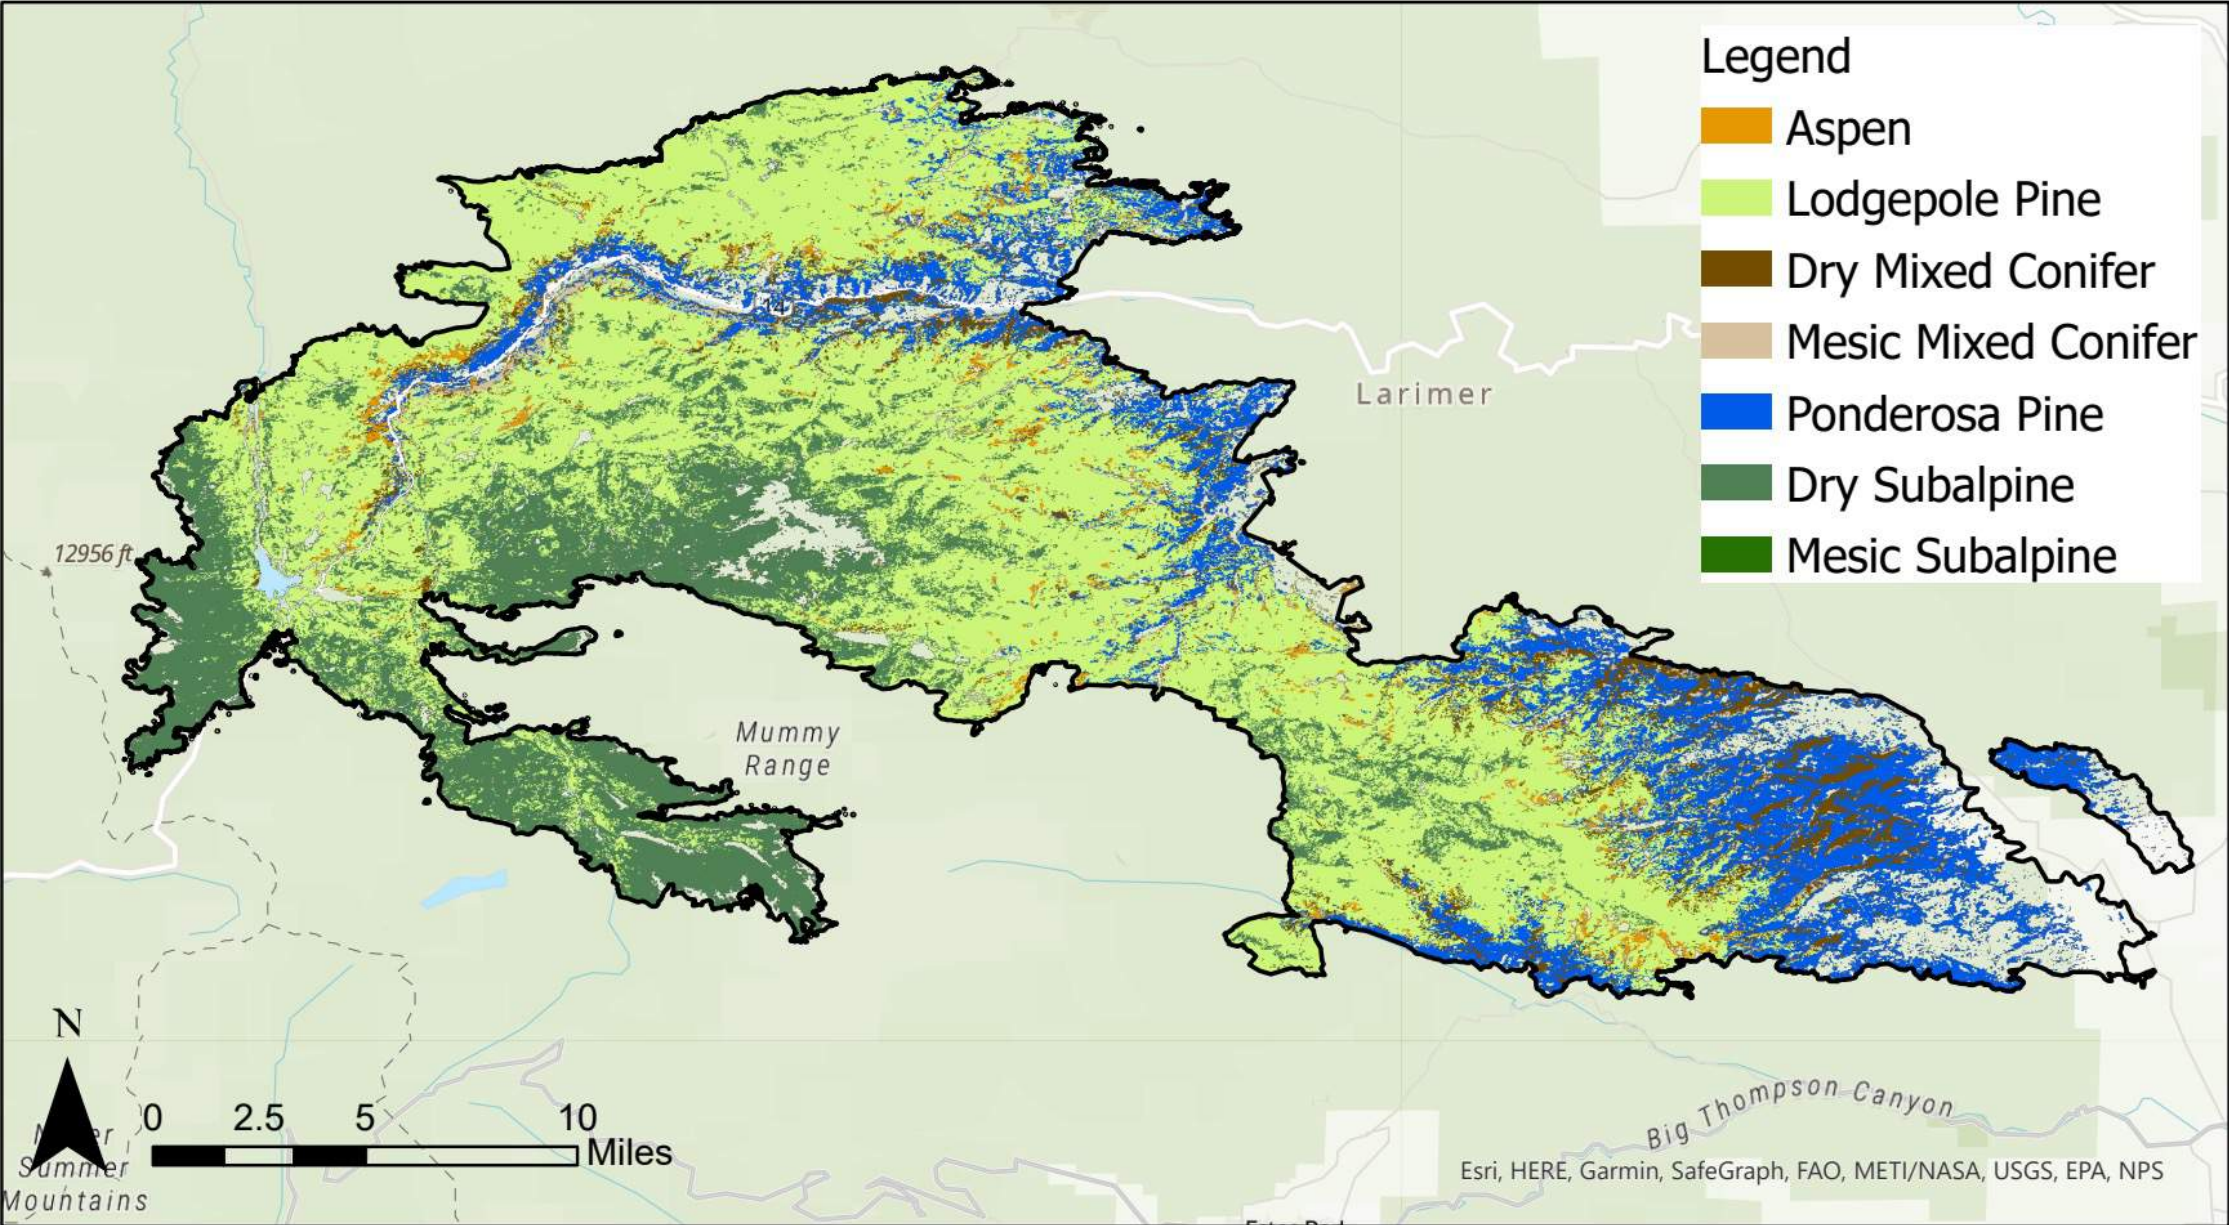 Legend
Aspen
Lodgepole Pine
Dry Mixed Conifer
Mesic Mixed Conifer
Ponderosa Pine
Dry Subalpine
Mesic Subalpine
14
Larimer
12956 ft
Mummy
Range
N
0 2.5 5 10
Miles
Summer
Mountains
Big Thompson Canyon
Esri, HERE, Garmin, SafeGraph, FAO, METI/NASA, USGS, EPA, NPS